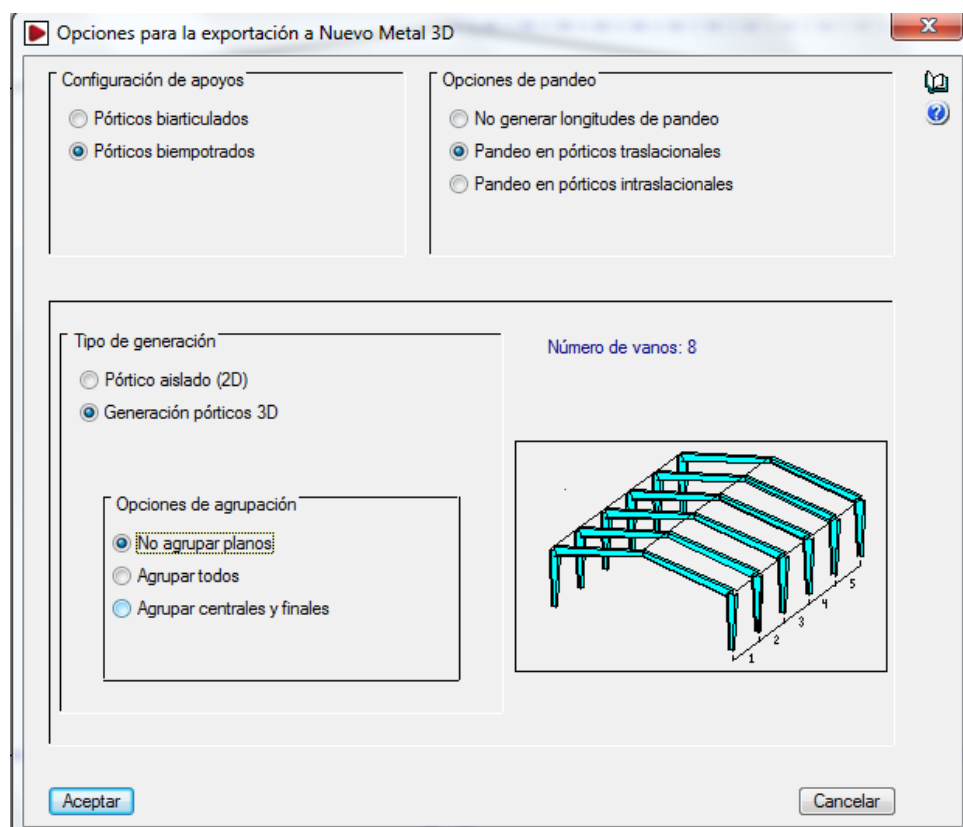 Opciones para la exportación a Nuevo Metal 3D
Configuración de apoyos
Pórticos biarticulados
Pórticos biempotrados
Opciones de pandeo
No generar longitudes de pandeo
Pandeo en pórticos traslacionales
Pandeo en pórticos intraslacionales
Tipo de generación
Pórtico aislado (2D)
Generación pórticos 3D
Opciones de agrupación
No agrupar planos
Agrupar todos
Agrupar centrales y finales
Número de vanos: 8
1
2
3
4
5
Aceptar
Cancelar